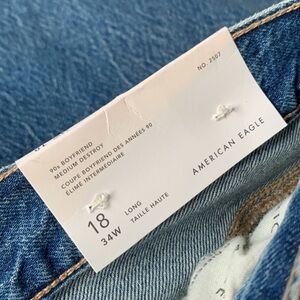 NO. 2507
90s BOYFRIEND
MEDIUM DESTROY
COUPE BOYFRIEND DES ANNÉES 90
ÉLIMÉ INTERMÉDIAIRE
AMERICAN EAGLE
18
34W
LONG
TAILLE HAUTE